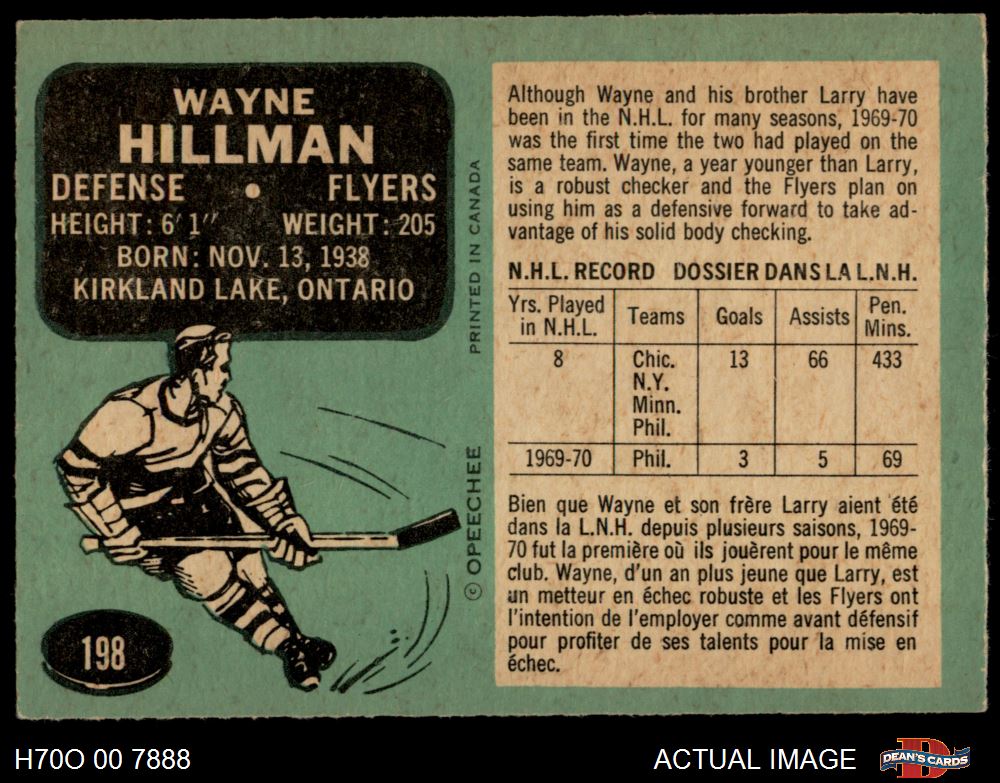 WAYNE
HILLMAN
DEFENSE • FLYERS
HEIGHT: 6' 1" WEIGHT: 205
BORN: NOV. 13, 1938
KIRKLAND LAKE, ONTARIO
198
© OPEECHEE PRINTED IN CANADA
Although Wayne and his brother Larry have
been in the N.H.L. for many seasons, 1969-70
was the first time the two had played on the
same team. Wayne, a year younger than Larry,
is a robust checker and the Flyers plan on
using him as a defensive forward to take ad-
vantage of his solid body checking.
N.H.L. RECORD DOSSIER DANS LA L.N.H.
Yrs. Played in N.H.L. Teams Goals Assists Pen. Mins.
8 Chic. 13 66 433
N.Y.
Minn.
Phil.
1969-70 Phil. 3 5 69
Bien que Wayne et son frère Larry aient été
dans la L.N.H. depuis plusieurs saisons, 1969-
70 fut la première où ils jouèrent pour le même
club. Wayne, d'un an plus jeune que Larry, est
un metteur en échec robuste et les Flyers ont
l'intention de l'employer comme avant défensif
pour profiter de ses talents pour la mise en
échec.
H70O 00 7888
ACTUAL IMAGE
DEAN'S CARDS